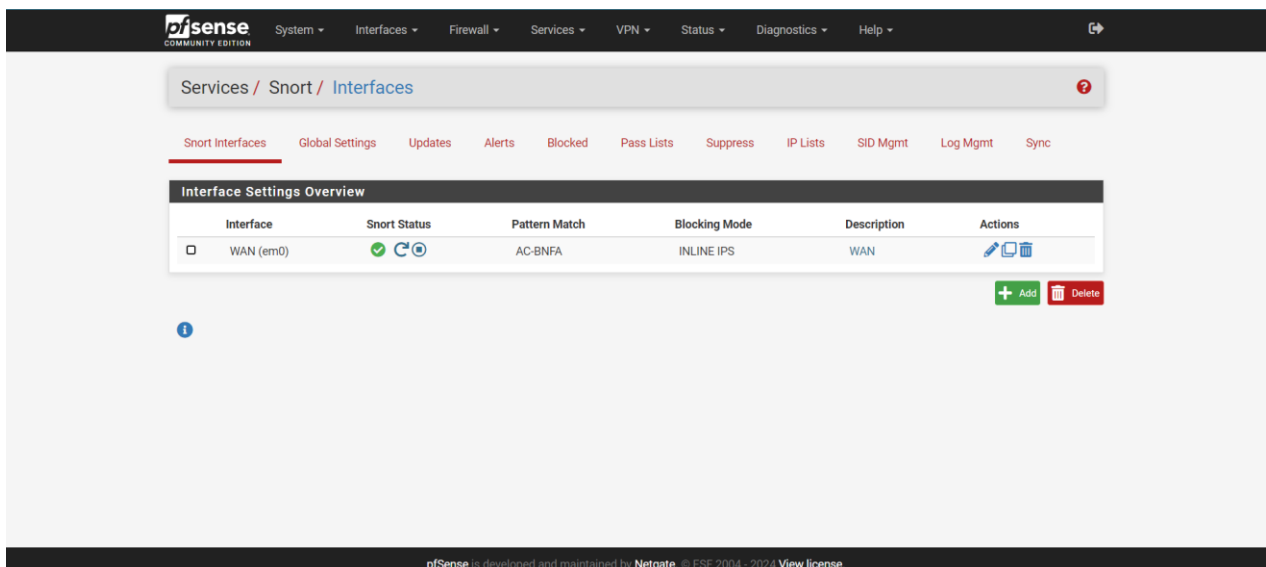 pfsense
COMMUNITY EDITION
System Interfaces Firewall Services VPN Status Diagnostics Help
Services / Snort / Interfaces
Snort Interfaces Global Settings Updates Alerts Blocked Pass Lists Suppress IP Lists SID Mgmt Log Mgmt Sync
Interface Settings Overview
Interface Snort Status Pattern Match Blocking Mode Description Actions
WAN (em0) AC-BNFA INLINE IPS WAN
Add Delete
pfSense is developed and maintained by Netgate. © ESF 2004 - 2024 View license.